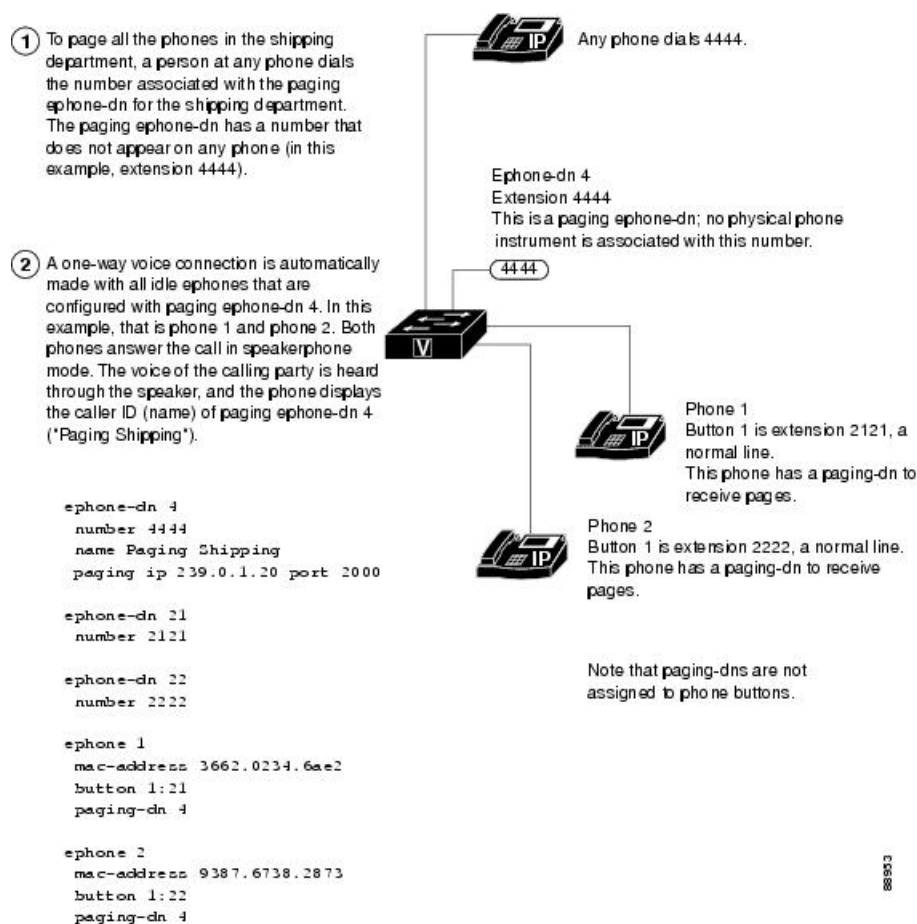 1 To page all the phones in the shipping
department, a person at any phone dials
the number associated with the paging
ephone-dn for the shipping department.
The paging ephone-dn has a number that
does not appear on any phone (in this
example, extension 4444).
IP
Any phone dials 4444.
Ephone-dn 4
Extension 4444
This is a paging ephone-dn; no physical phone
instrument is associated with this number.
4444
2 A one-way voice connection is automatically
made with all idle ephones that are
configured with paging ephone-dn 4. In this
example, that is phone 1 and phone 2. Both
phones answer the call in speakerphone
mode. The voice of the calling party is heard
through the speaker, and the phone displays
the caller ID (name) of paging ephone-dn 4
("Paging Shipping").
V
IP
Phone 1
Button 1 is extension 2121, a
normal line.
This phone has a paging-dn to
receive pages.
IP
Phone 2
Button 1 is extension 2222, a normal line.
This phone has a paging-dn to receive
pages.
Note that paging-dns are not
assigned to phone buttons.
ephone-dn 4
number 4444
name Paging Shipping
paging ip 239.0.1.20 port 2000
ephone-dn 21
number 2121
ephone-dn 22
number 2222
ephone 1
mac-address 3662.0234.6ae2
button 1:21
paging-dn 4
ephone 2
mac-address 9387.6738.2873
button 1:22
paging-dn 4
88953